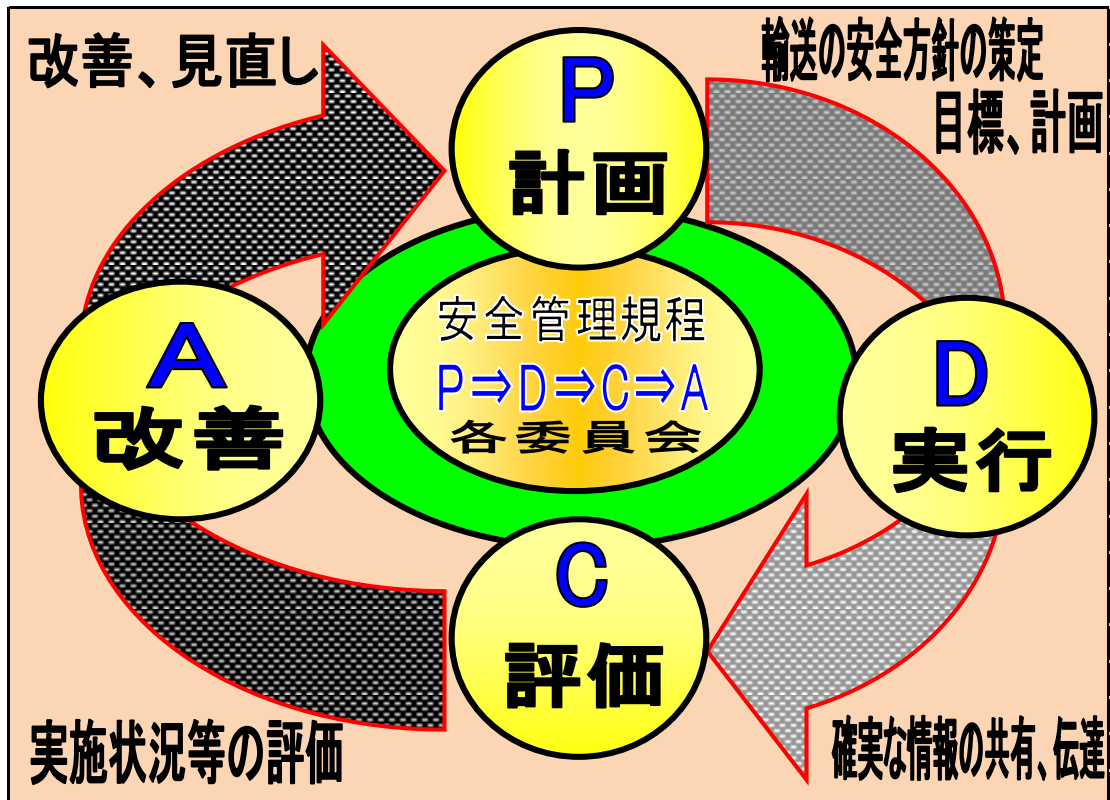 改善、見直し
輸送の安全方針の策定
目標、計画
P
計画
A
改善
安全管理規程
P⇒D⇒C⇒A
各委員会
D
実行
C
評価
実施状況等の評価
確実な情報の共有、伝達